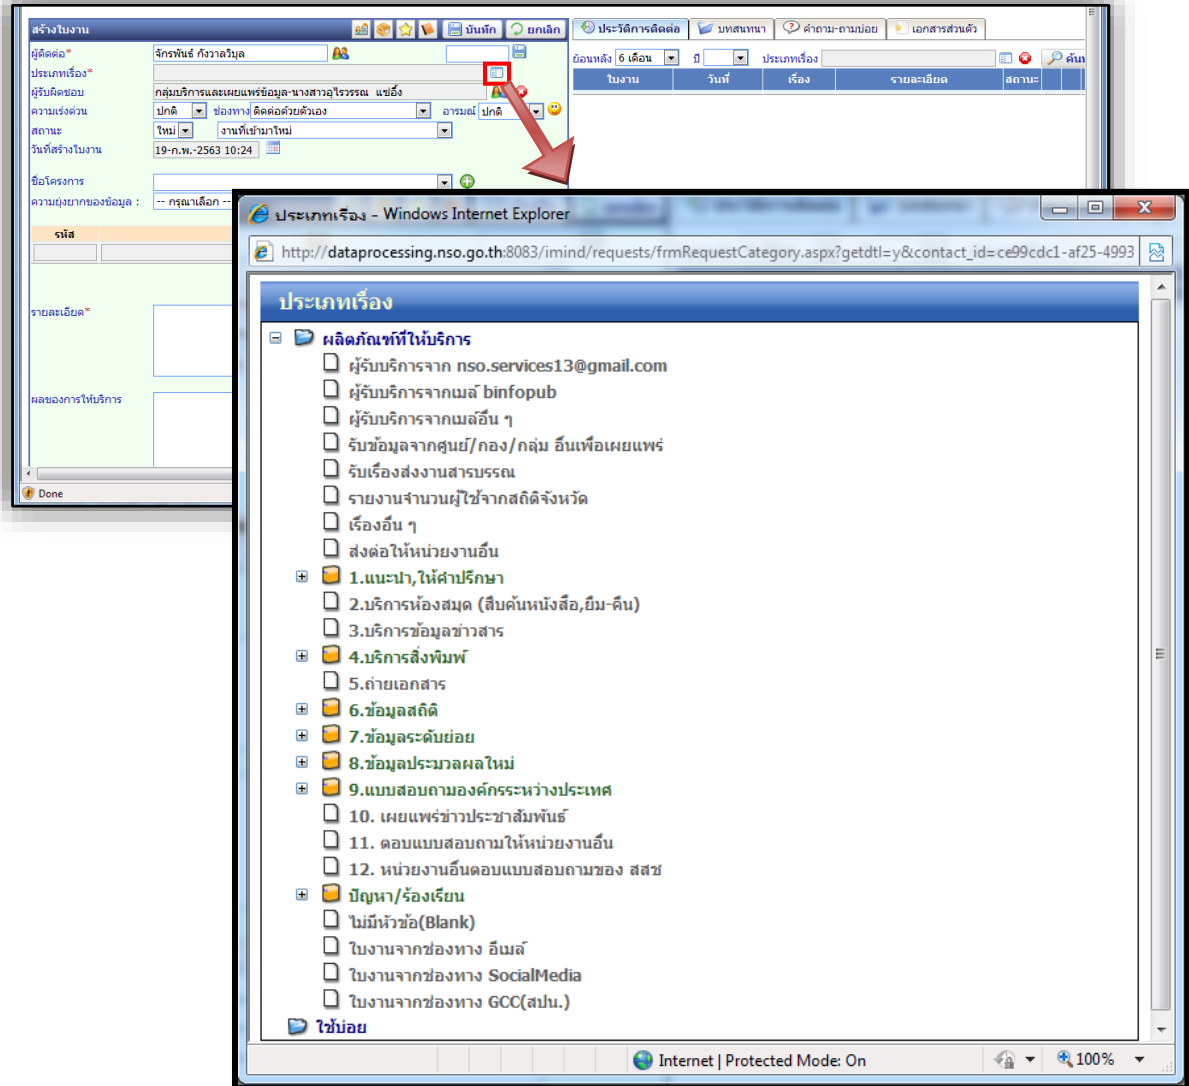 สร้างใบงาน
บันทึก
ยกเลิก
ประวัติการติดต่อ
บทสนทนา
คำถาม-ถามบ่อย
เอกสารส่วนตัว
ผู้ติดต่อ*
จักรพันธ์ กังวาลวิบุล
ย้อนหลัง 6 เดือน ปี ประเภทเรื่อง
ประเภทเรื่อง*
ใบงาน วันที่ เรื่อง รายละเอียด สถานะ
ผู้รับผิดชอบ กลุ่มบริการและเผยแพร่ข้อมูล-นางสาวอุไรวรรณ แซ่อึ้ง
ความเร่งด่วน ปกติ ช่องทาง ติดต่อด้วยตัวเอง อารมณ์ ปกติ
สถานะ ใหม่ งานที่เข้ามาใหม่
วันที่สร้างใบงาน 19-ก.พ.-2563 10:24
ชื่อโครงการ
ความยุ่งยากของข้อมูล : -- กรุณาเลือก --
รหัส
รายละเอียด*
ผลของการให้บริการ
Done
ประเภทเรื่อง - Windows Internet Explorer
http://dataprocessing.nso.go.th:8083/imind/requests/frmRequestCategory.aspx?getdtl=y&contact_id=ce99cdc1-af25-4993
ประเภทเรื่อง
ผลิตภัณฑ์ที่ให้บริการ
ผู้รับบริการจาก nso.services13@gmail.com
ผู้รับบริการจากเมล์ binfopub
ผู้รับบริการจากเมล์อื่น ๆ
รับข้อมูลจากศูนย์/กอง/กลุ่ม อื่นเพื่อเผยแพร่
รับเรื่องส่งงานสารบรรณ
รายงานจำนวนผู้ใช้จากสถิติจังหวัด
เรื่องอื่น ๆ
ส่งต่อให้หน่วยงานอื่น
1.แนะนำ,ให้คำปรึกษา
2.บริการห้องสมุด (สืบค้นหนังสือ,ยืม-คืน)
3.บริการข้อมูลข่าวสาร
4.บริการสิ่งพิมพ์
5.ถ่ายเอกสาร
6.ข้อมูลสถิติ
7.ข้อมูลระดับย่อย
8.ข้อมูลประมวลผลใหม่
9.แบบสอบถามองค์กรระหว่างประเทศ
10. เผยแพร่ข่าวประชาสัมพันธ์
11. ตอบแบบสอบถามให้หน่วยงานอื่น
12. หน่วยงานอื่นตอบแบบสอบถามของ สสช
ปัญหา/ร้องเรียน
ไม่มีหัวข้อ(Blank)
ใบงานจากช่องทาง อีเมล์
ใบงานจากช่องทาง SocialMedia
ใบงานจากช่องทาง GCC(สปน.)
ใช้บ่อย
Internet | Protected Mode: On
100%